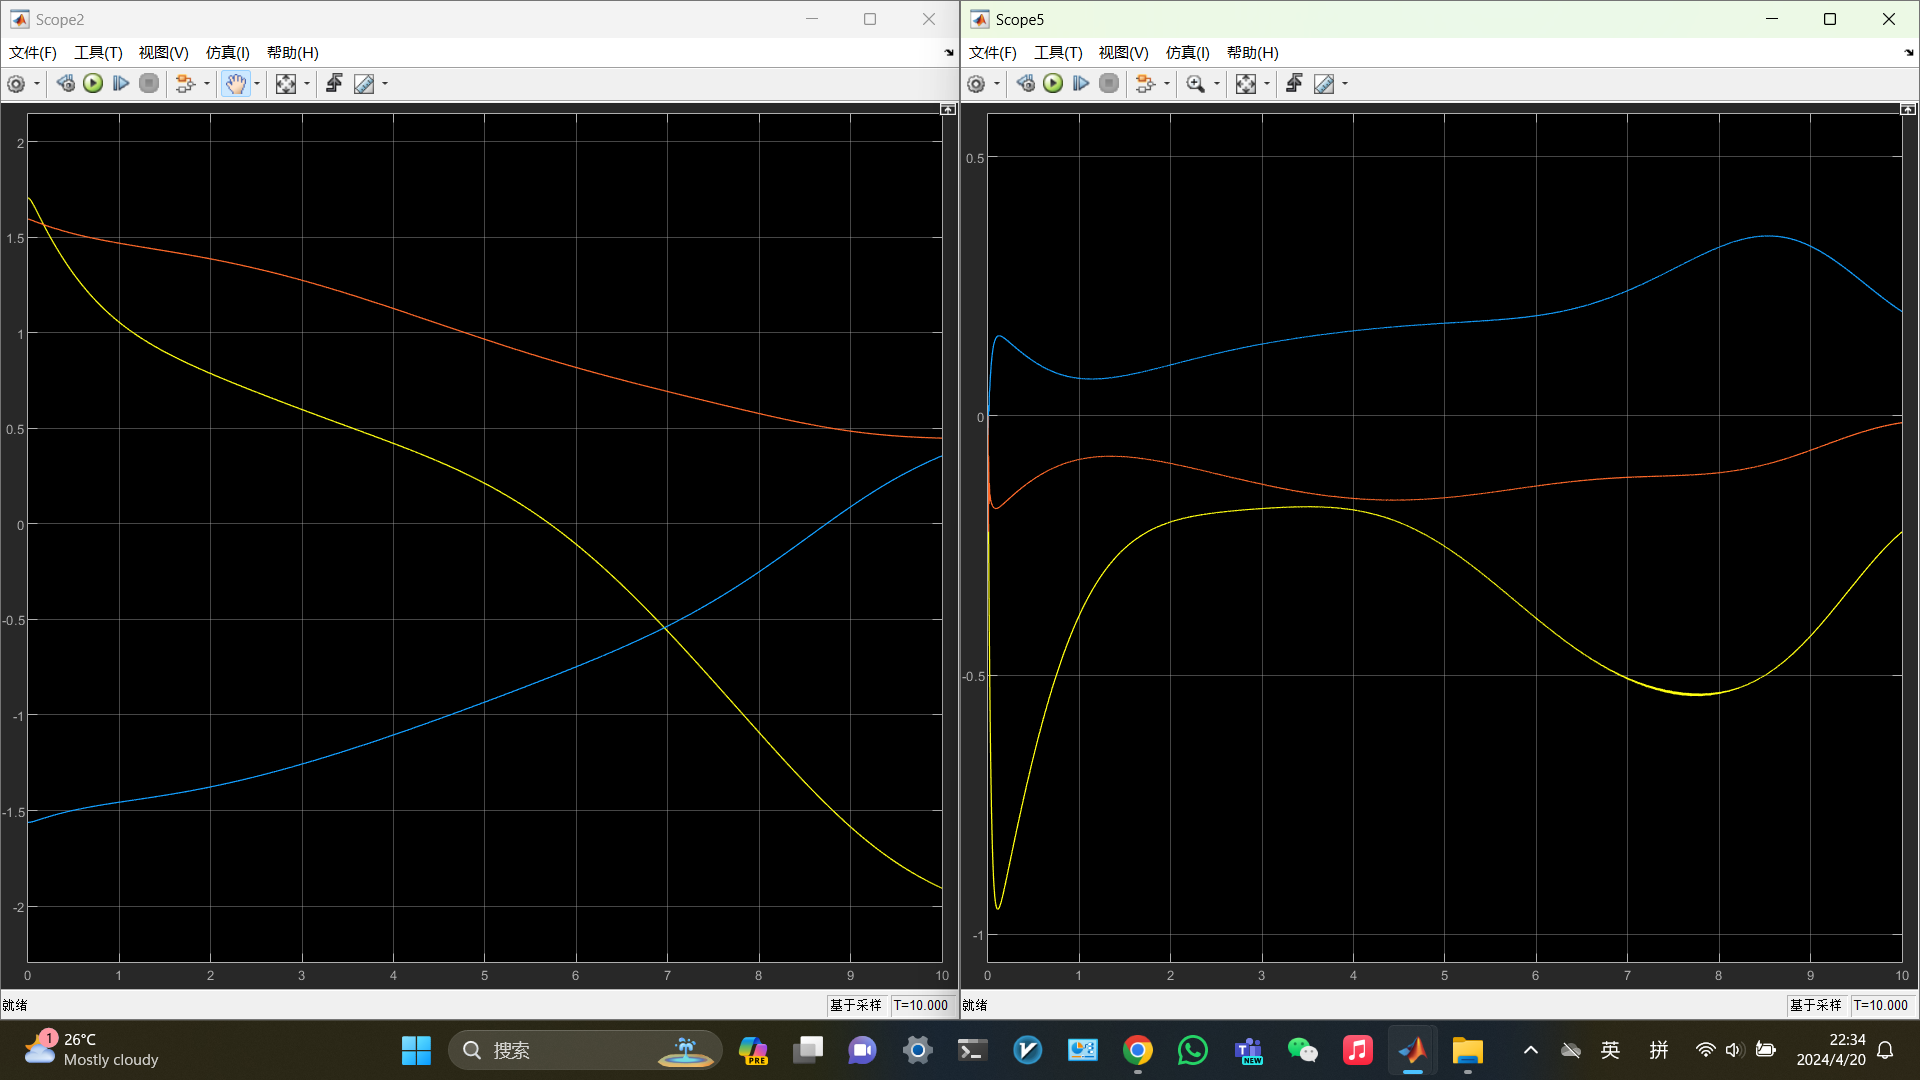 Scope2
文件(F) 工具(T) 视图(V) 仿真(I) 帮助(H)
2
1.5
1
0.5
0
-0.5
-1
-1.5
-2
0 1 2 3 4 5 6 7 8 9 10
就绪 基于采样 T=10.000
Scope5
文件(F) 工具(T) 视图(V) 仿真(I) 帮助(H)
0.5
0
-0.5
-1
0 1 2 3 4 5 6 7 8 9 10
就绪 基于采样 T=10.000
1
26°C
Mostly cloudy
搜索
PRE
NEW
英 拼
22:34
2024/4/20